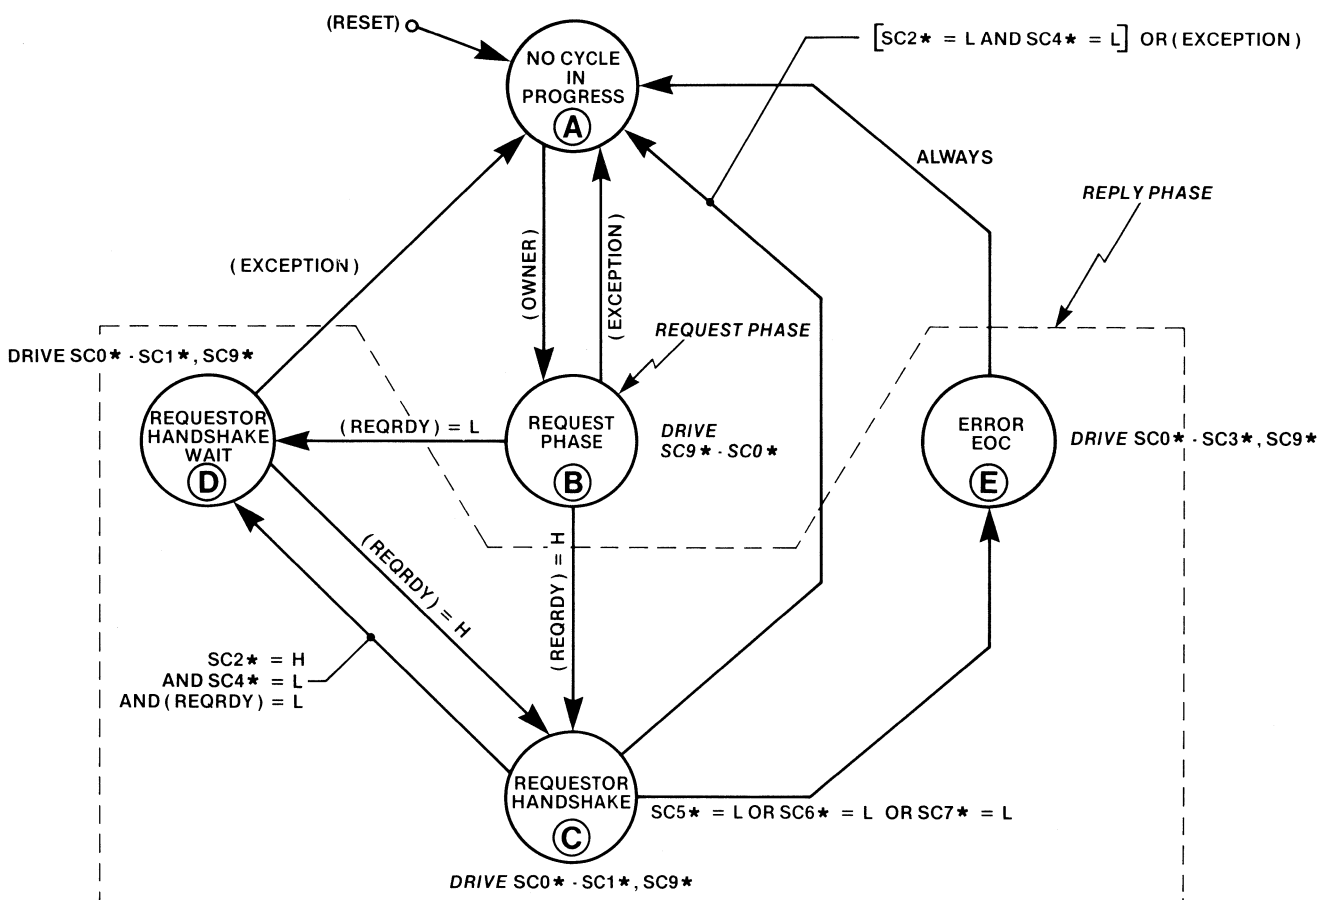 (RESET)
NO CYCLE
IN
PROGRESS
A
[SC2* = L AND SC4* = L] OR (EXCEPTION)
ALWAYS
REPLY PHASE
(EXCEPTION)
(OWNER)
(EXCEPTION)
REQUEST PHASE
DRIVE SC0* - SC1*, SC9*
REQUESTOR
HANDSHAKE
WAIT
D
(REQRDY) = L
REQUEST
PHASE
B
DRIVE
SC9* - SC0*
ERROR
EOC
E
DRIVE SC0* - SC3*, SC9*
(REQRDY) = H
(REQRDY) = H
SC2* = H
AND SC4* = L
AND (REQRDY) = L
REQUESTOR
HANDSHAKE
C
SC5* = L OR SC6* = L OR SC7* = L
DRIVE SC0* - SC1*, SC9*